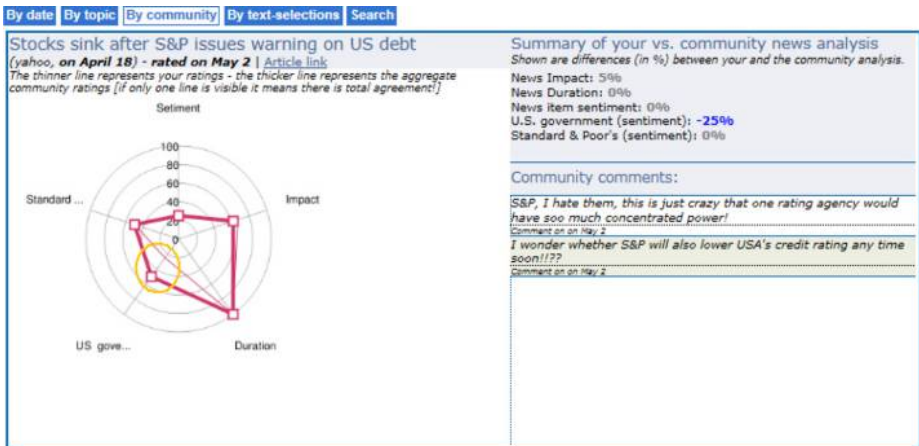 By date By topic By community By text-selections Search
Stocks sink after S&P issues warning on US debt
(yahoo, on April 18) - rated on May 2 | Article link
The thinner line represents your ratings - the thicker line represents the aggregate
community ratings [if only one line is visible it means there is total agreement!]
Setiment
100
80
60
40
20
0
Standard ...
Impact
US gove...
Duration
Summary of your vs. community news analysis
Shown are differences (in %) between your and the community analysis.
News Impact: 5%
News Duration: 0%
News item sentiment: 0%
U.S. government (sentiment): -25%
Standard & Poor's (sentiment): 0%
Community comments:
S&P, I hate them, this is just crazy that one rating agency would
have soo much concentrated power!
Comment on on May 2
I wonder whether S&P will also lower USA's credit rating any time
soon!!??
Comment on on May 2